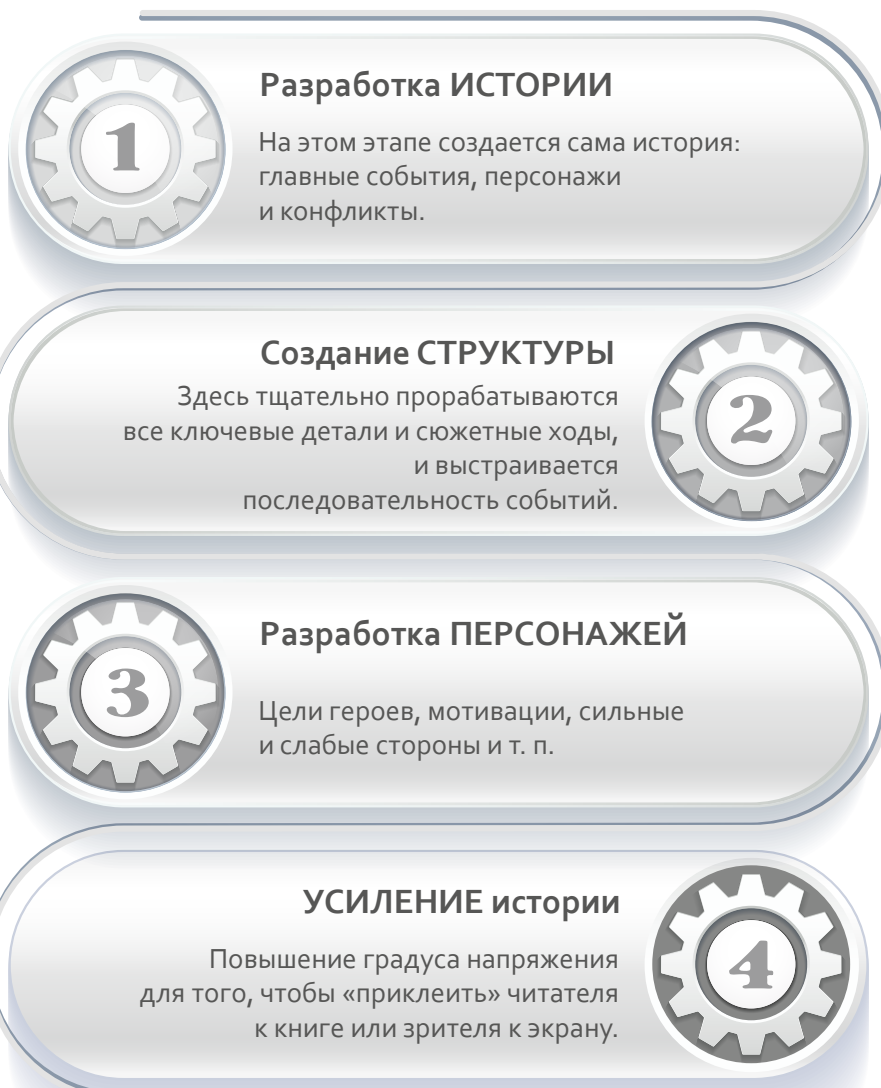 1
Разработка ИСТОРИИ
На этом этапе создается сама история:
главные события, персонажи
и конфликты.
Создание СТРУКТУРЫ
Здесь тщательно прорабатываются
все ключевые детали и сюжетные ходы,
и выстраивается
последовательность событий.
2
3
Разработка ПЕРСОНАЖЕЙ
Цели героев, мотивации, сильные
и слабые стороны и т. п.
УСИЛЕНИЕ истории
Повышение градуса напряжения
для того, чтобы «приклеить» читателя
к книге или зрителя к экрану.
4